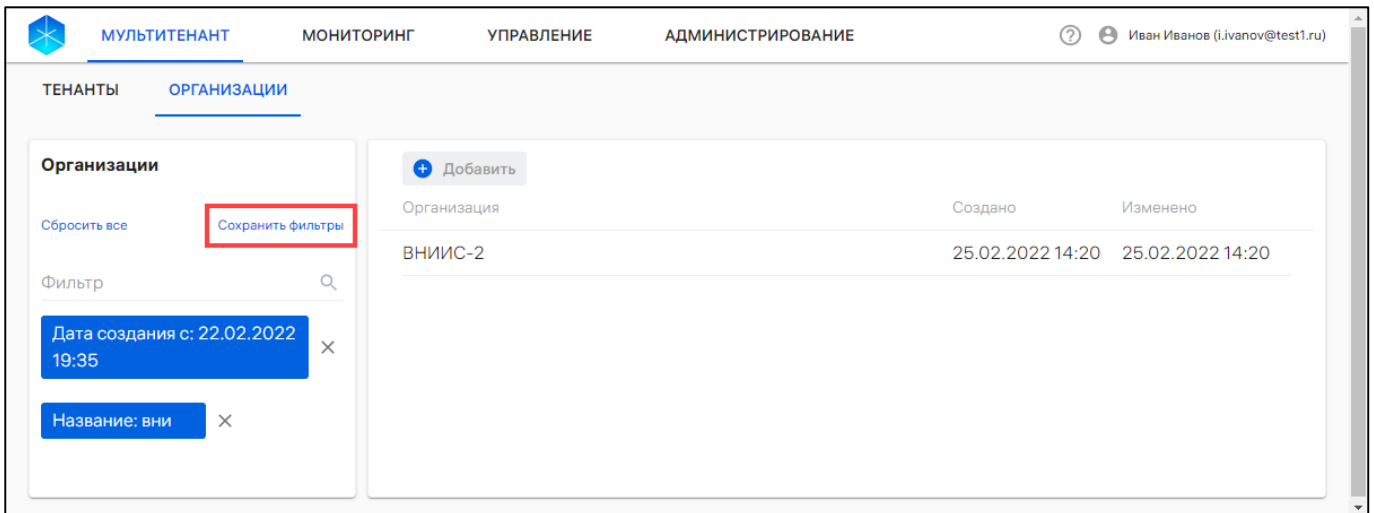 МУЛЬТИТЕНАНТ МОНИТОРИНГ УПРАВЛЕНИЕ АДМИНИСТРИРОВАНИЕ ? Иван Иванов (i.ivanov@test1.ru)
ТЕНАНТЫ ОРГАНИЗАЦИИ
Организации
Сбросить все Сохранить фильтры
Фильтр
Дата создания с: 22.02.2022
19:35
Название: вни
Добавить
Организация Создано Изменено
ВНИИС-2 25.02.2022 14:20 25.02.2022 14:20